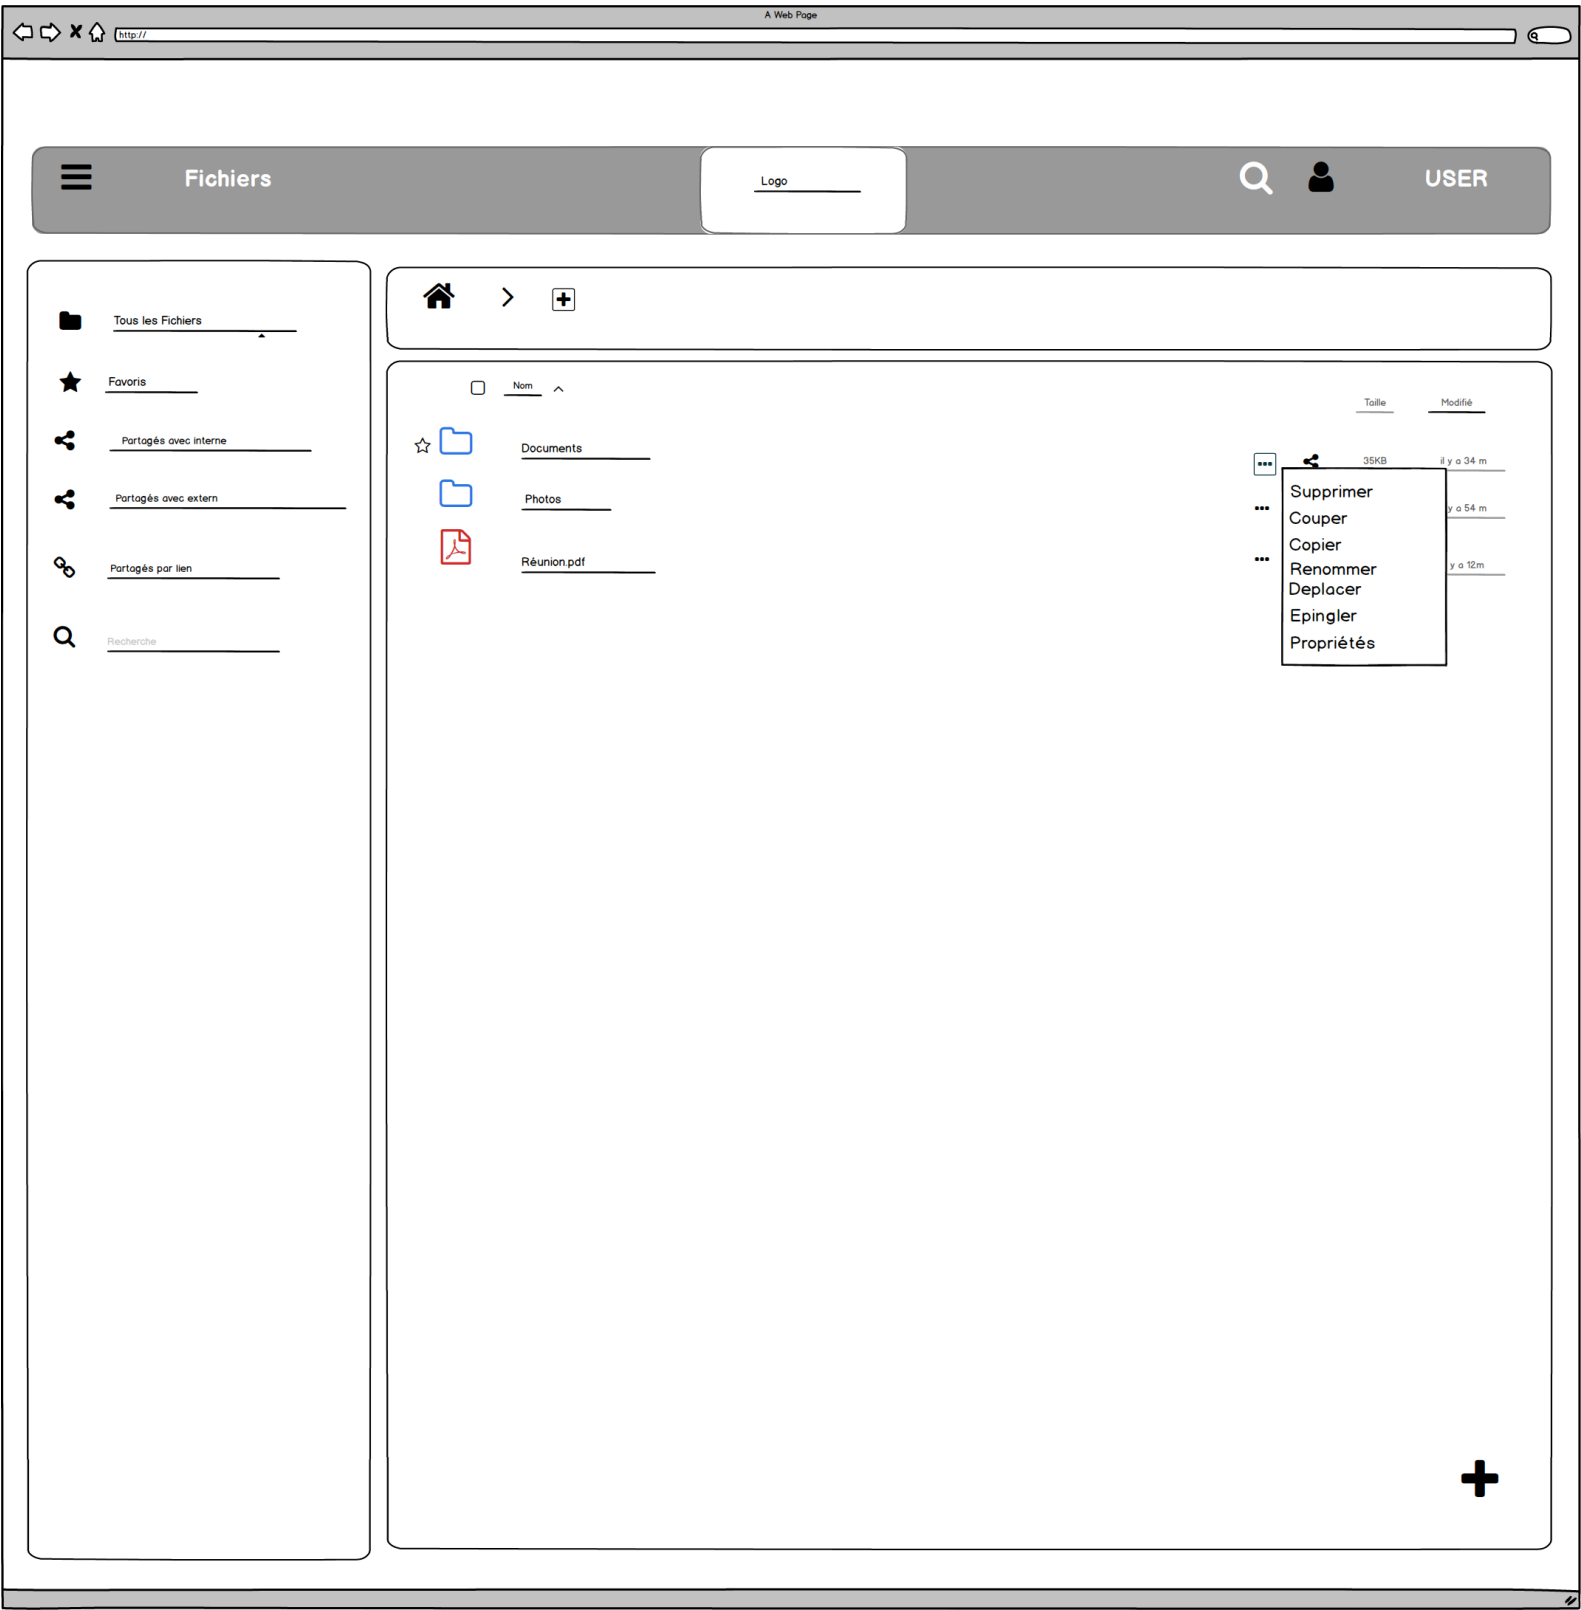 A Web Page
http://
Fichiers
Logo
USER
Tous les Fichiers
Favoris
Partagés avec interne
Partagés avec extern
Partagés par lien
Recherche
Nom
Taille
Modifié
Documents
35KB
il y a 34 m
Photos
y a 54 m
Réunion.pdf
y a 12m
Supprimer
Couper
Copier
Renommer
Deplacer
Epingler
Propriétés